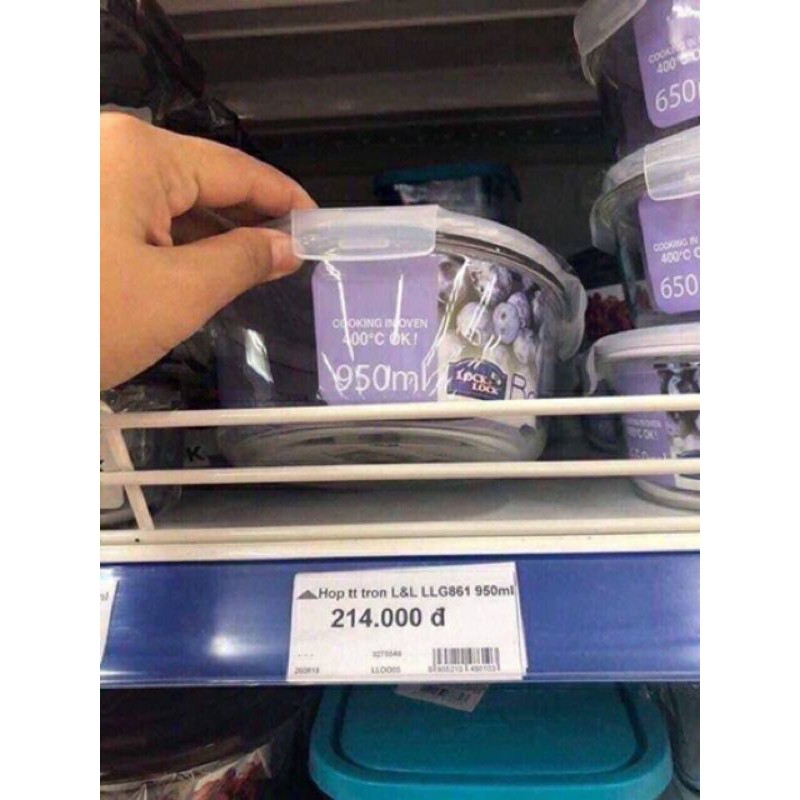 COOKING IN
400°C
650
COOKING IN
400°C O
650
COOKING IN OVEN
400°C OK!
950ml
LOCK&
LOCK
OK!
K
Hop tt tron L&L LLG861 950ml
214.000 đ